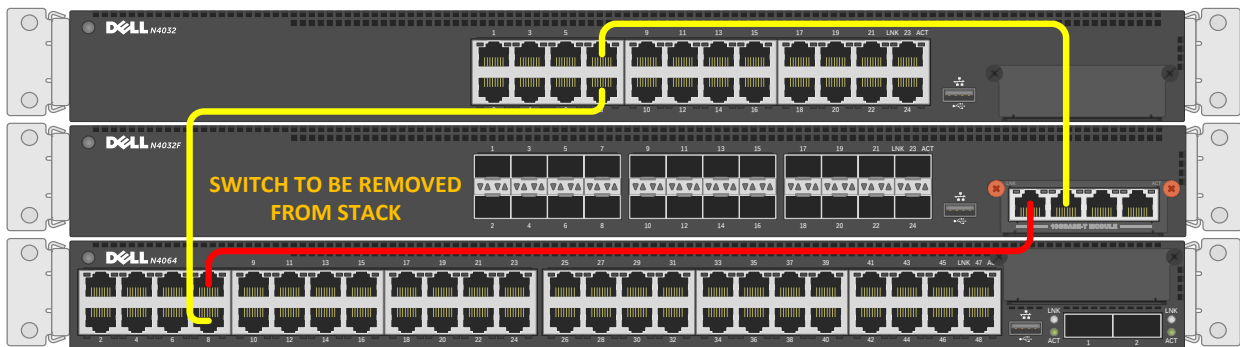 DELL N4032
1 3 5 9 11 13 15 17 19 21 LNK 23 ACT
10 12 14 16 18 20 22 24
DELL N4032F
1 3 5 7 9 11 13 15 17 19 21 LNK 23 ACT
LNK ACT
SWITCH TO BE REMOVED
FROM STACK
10GBASE-T MODULE
2 4 6 8 10 12 14 16 18 20 22 24
DELL N4064
9 11 13 15 17 19 21 23 25 27 29 31 33 35 37 39 41 43 45 LNK 47
LNK LNK
2 4 6 8 10 12 14 16 18 20 22 24 26 28 30 32 34 36 38 40 42 44 46 48 ACT 1 2 ACT